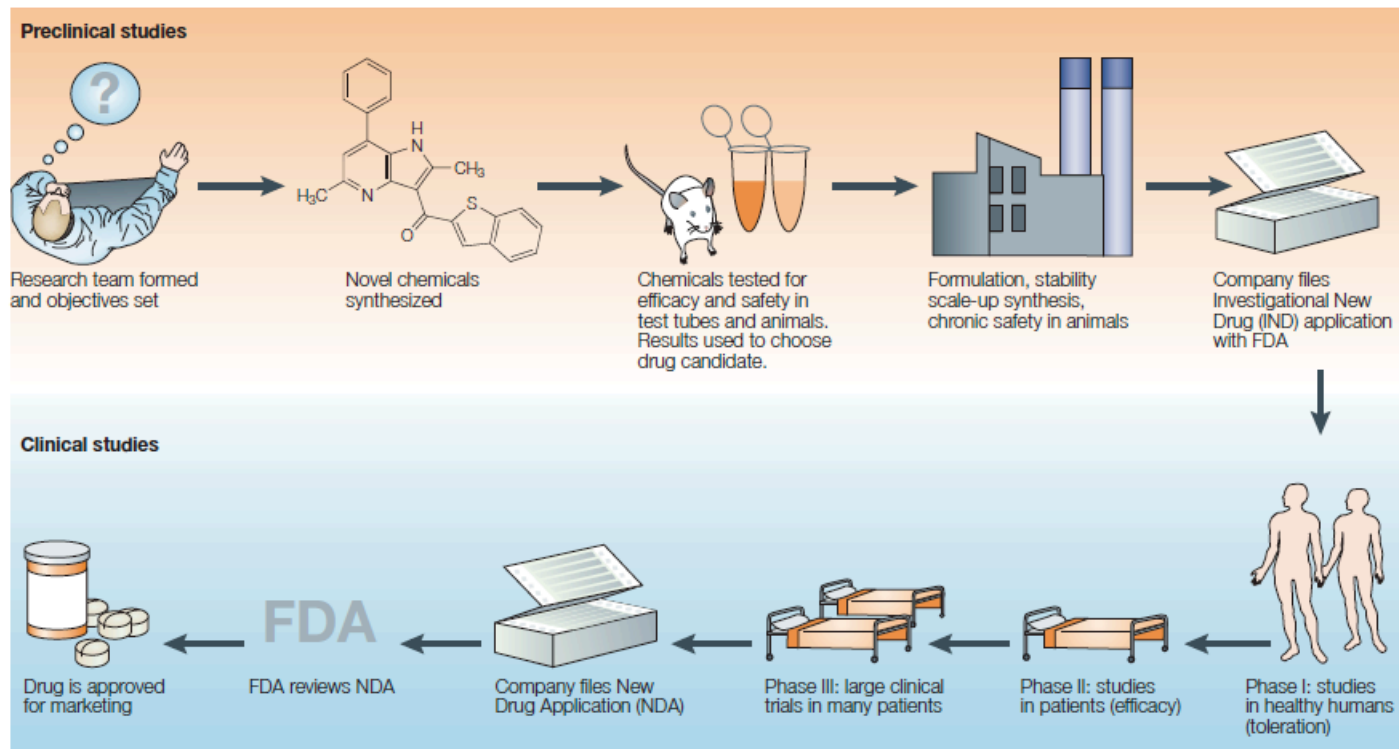 Preclinical studies
?
H
N
CH₃
H₃C
N
S
O
Research team formed
and objectives set
Novel chemicals
synthesized
Chemicals tested for
efficacy and safety in
test tubes and animals.
Results used to choose
drug candidate.
Formulation, stability
scale-up synthesis,
chronic safety in animals
Company files
Investigational New
Drug (IND) application
with FDA
Clinical studies
FDA
Drug is approved
for marketing
FDA reviews NDA
Company files New
Drug Application (NDA)
Phase III: large clinical
trials in many patients
Phase II: studies
in patients (efficacy)
Phase I: studies
in healthy humans
(toleration)